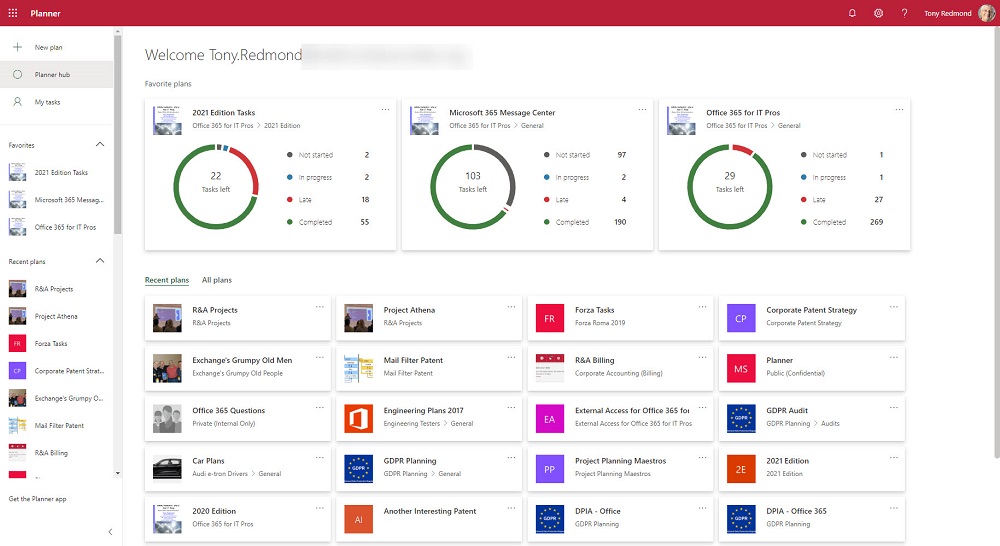 Planner
? Tony Redmond
New plan
Planner hub
My tasks
Favorites
2021 Edition Tasks
Microsoft 365 Messag...
Office 365 for IT Pros
Recent plans
R&A Projects
Project Athena
FR Forza Tasks
CP Corporate Patent Strat...
Exchange's Grumpy O...
Mail Filter Patent
R&A Billing
Get the Planner app
Welcome Tony.Redmond
Favorite plans
2021 Edition Tasks
Office 365 for IT Pros > 2021 Edition
22
Tasks left
Not started 2
In progress 2
Late 18
Completed 55
Microsoft 365 Message Center
Office 365 for IT Pros > General
103
Tasks left
Not started 97
In progress 2
Late 4
Completed 190
Office 365 for IT Pros
Office 365 for IT Pros > General
29
Tasks left
Not started 1
In progress 1
Late 27
Completed 269
Recent plans All plans
R&A Projects
R&A Projects
Project Athena
R&A Projects
FR Forza Tasks
Forza Roma 2019
CP Corporate Patent Strategy
Corporate Patent Strategy
Exchange's Grumpy Old Men
Exchange's Grumpy Old People
Mail Filter Patent
Mail Filter Patent
R&A Billing
Corporate Accounting (Billing)
MS Planner
Public (Confidential)
Office 365 Questions
Private (Internal Only)
Engineering Plans 2017
Engineering Testers > General
EA External Access for Office 365 for
External Access for Office 365 for IT Pros
GDPR GDPR Audit
GDPR Planning > Audits
Car Plans
Audi e-tron Drivers > General
GDPR GDPR Planning
GDPR Planning > General
PP Project Planning Maestros
Project Planning Maestros
2E 2021 Edition
2021 Edition
2020 Edition
Office 365 for IT Pros
AI Another Interesting Patent
GDPR DPIA - Office
GDPR Planning
GDPR DPIA - Office 365
GDPR Planning